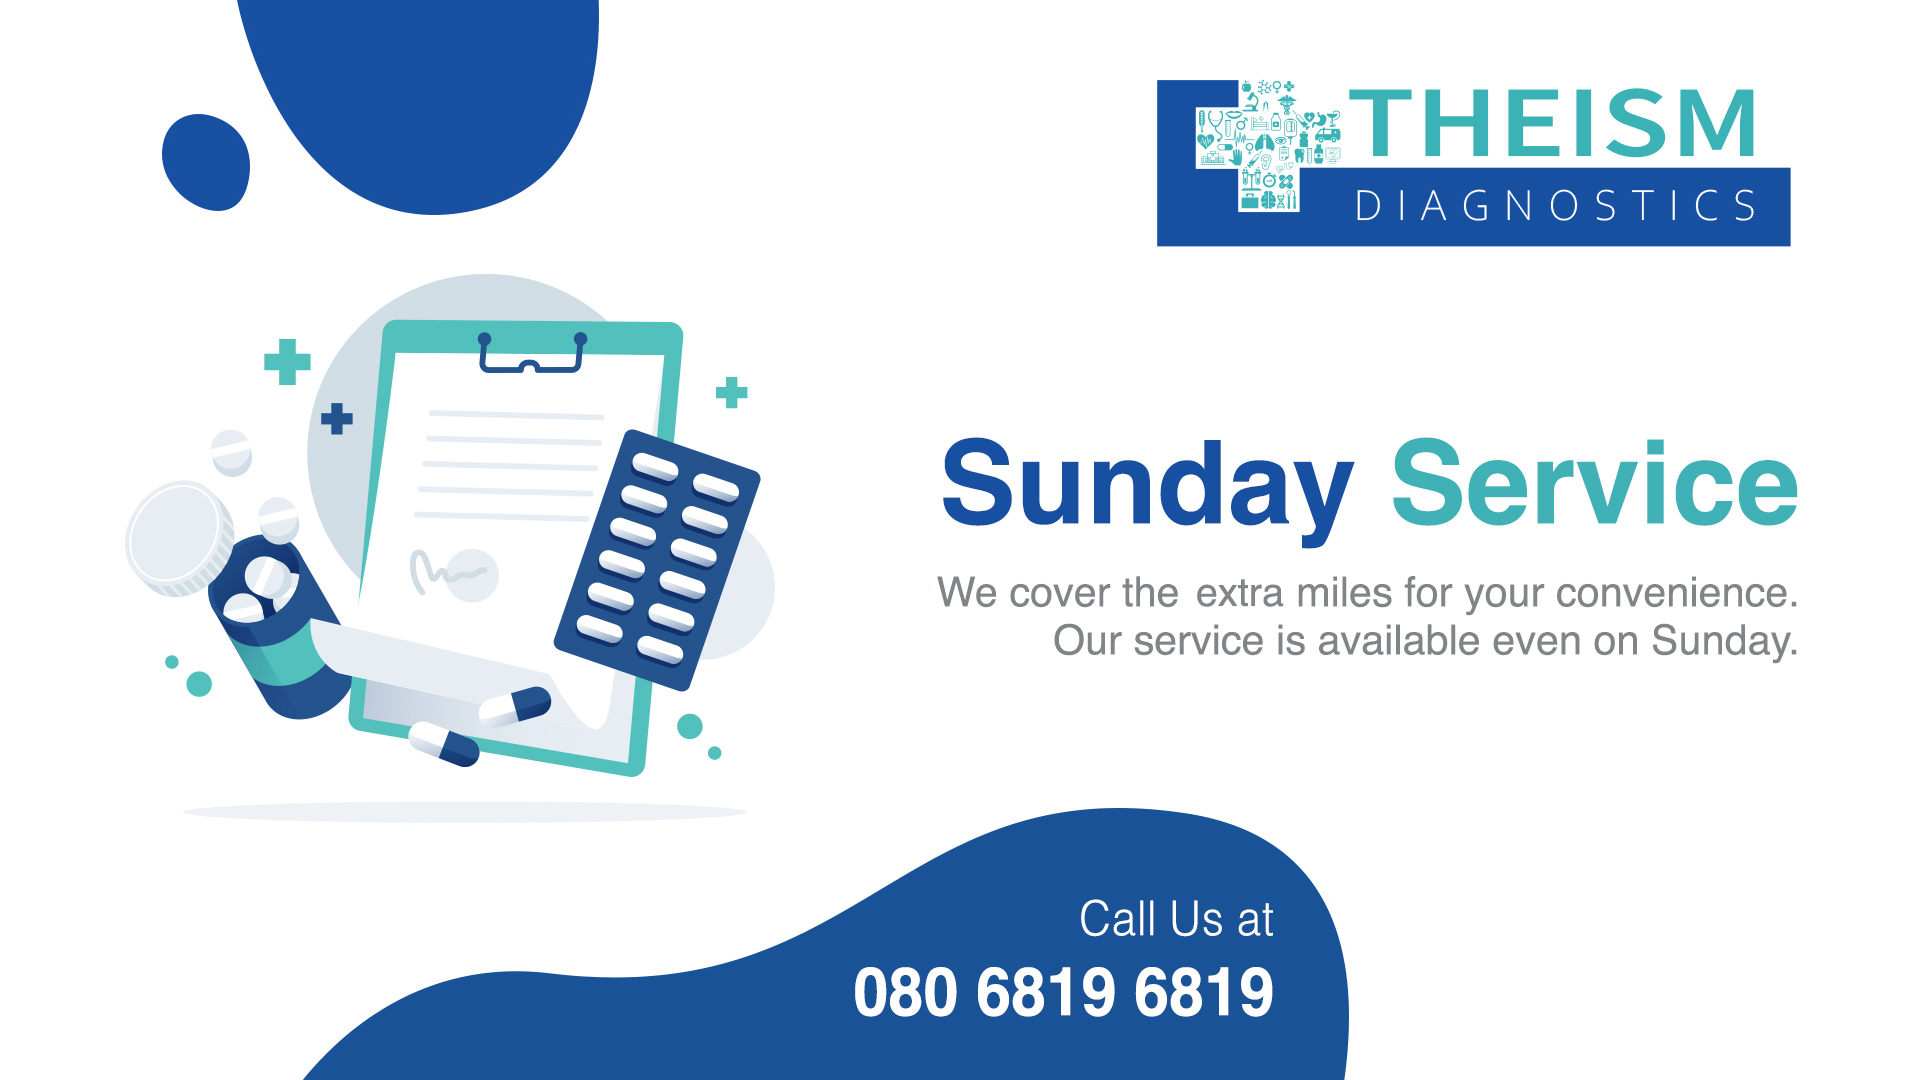 THEISM
DIAGNOSTICS
Sunday Service
We cover the extra miles for your convenience.
Our service is available even on Sunday.
Call Us at
080 6819 6819